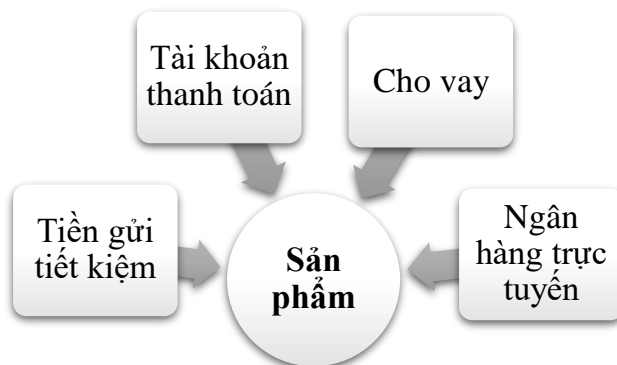 Tài khoản
thanh toán
Cho vay
Tiền gửi
tiết kiệm
Sản
phẩm
Ngân
hàng trực
tuyến